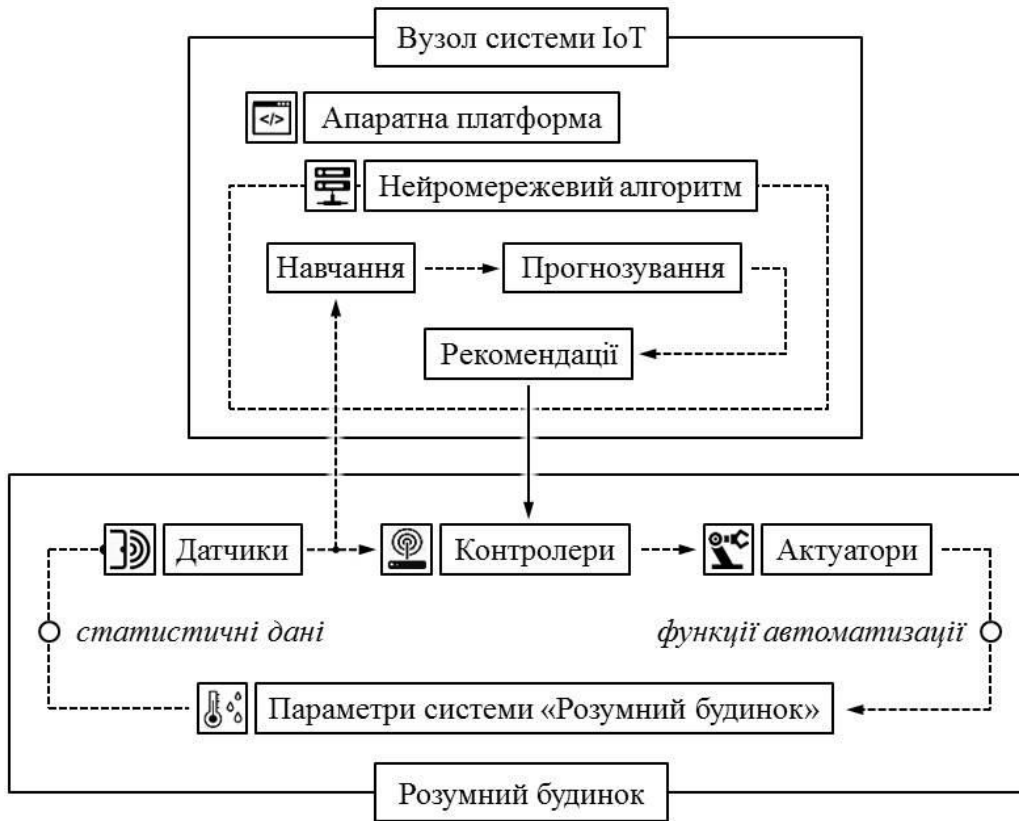 Вузол системи IoT
</>
Апаратна платформа
Нейромережевий алгоритм
Навчання
Прогнозування
Рекомендації
Датчики
Контролери
Актуатори
статистичні дані
функції автоматизації
Параметри системи «Розумний будинок»
Розумний будинок